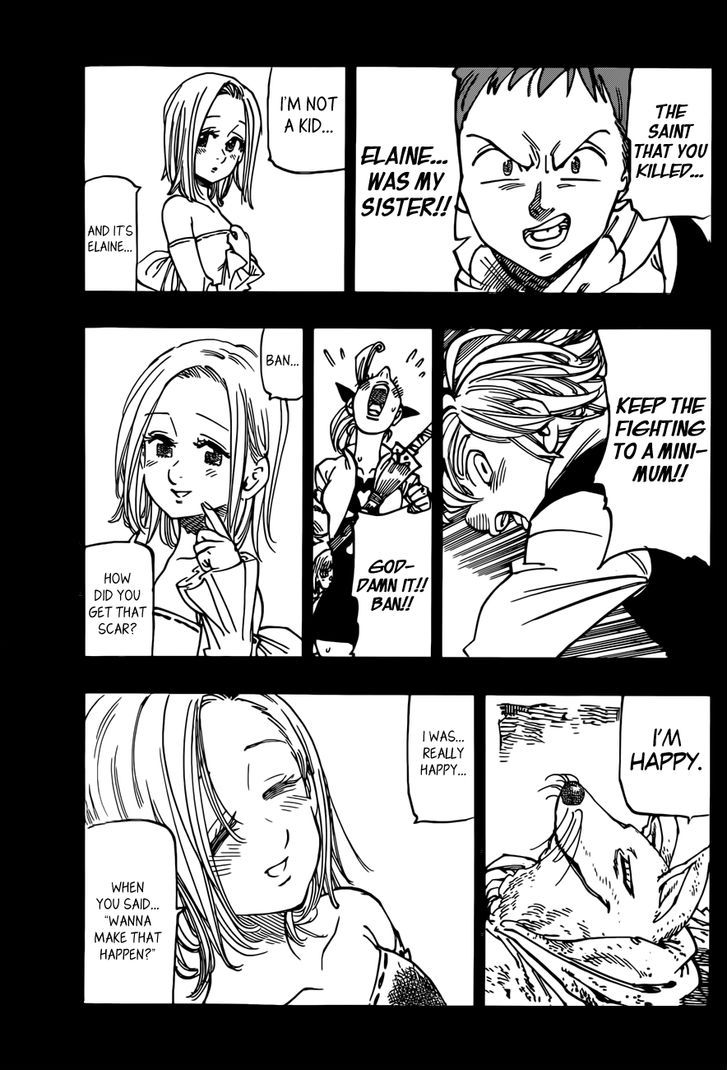 THE
SAINT
THAT YOU
KILLED...
ELAINE...
WAS MY
SISTER!!
I'M NOT
A KID...
AND IT'S
ELAINE...
KEEP THE
FIGHTING
TO A MINI-
MUM!!
GOD-
DAMN IT!!
BAN!!
BAN...
HOW
DID YOU
GET THAT
SCAR?
I'M
HAPPY.
I WAS...
REALLY
HAPPY...
WHEN
YOU SAID...
"WANNA
MAKE THAT
HAPPEN?"